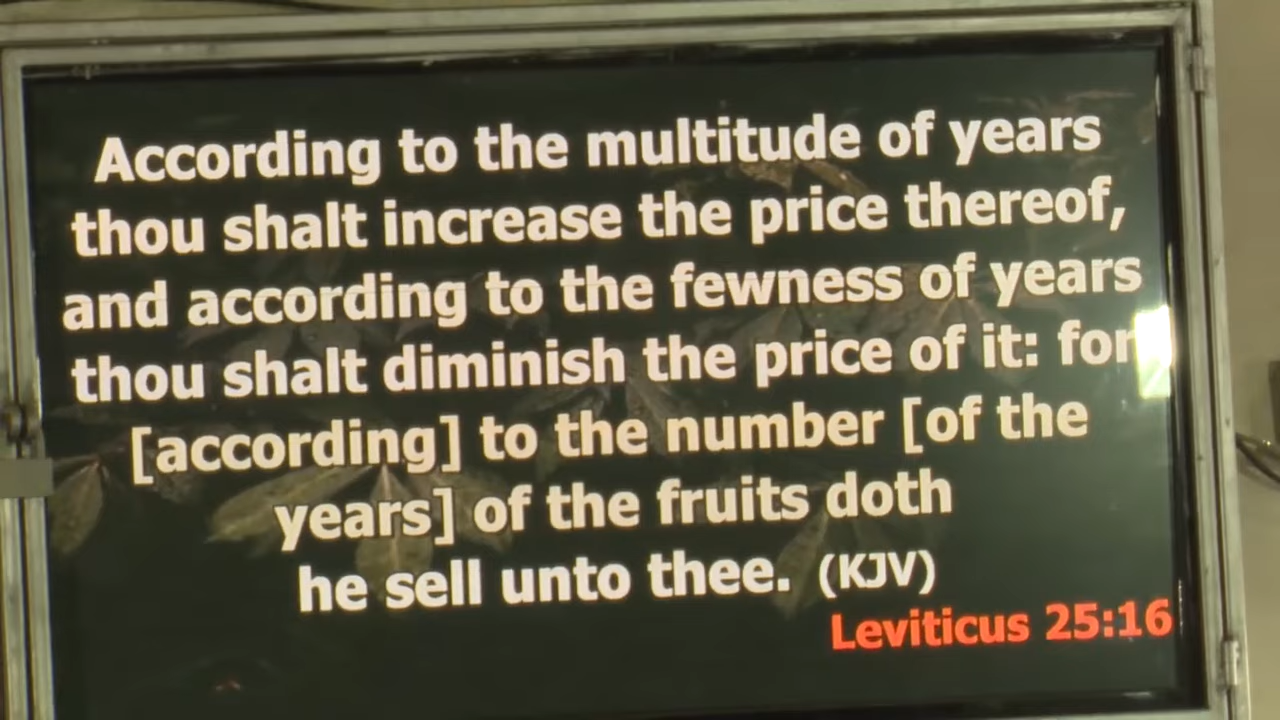 According to the multitude of years
thou shalt increase the price thereof,
and according to the fewness of years
thou shalt diminish the price of it: for
[according] to the number [of the
years] of the fruits doth
he sell unto thee. (KJV)
Leviticus 25:16